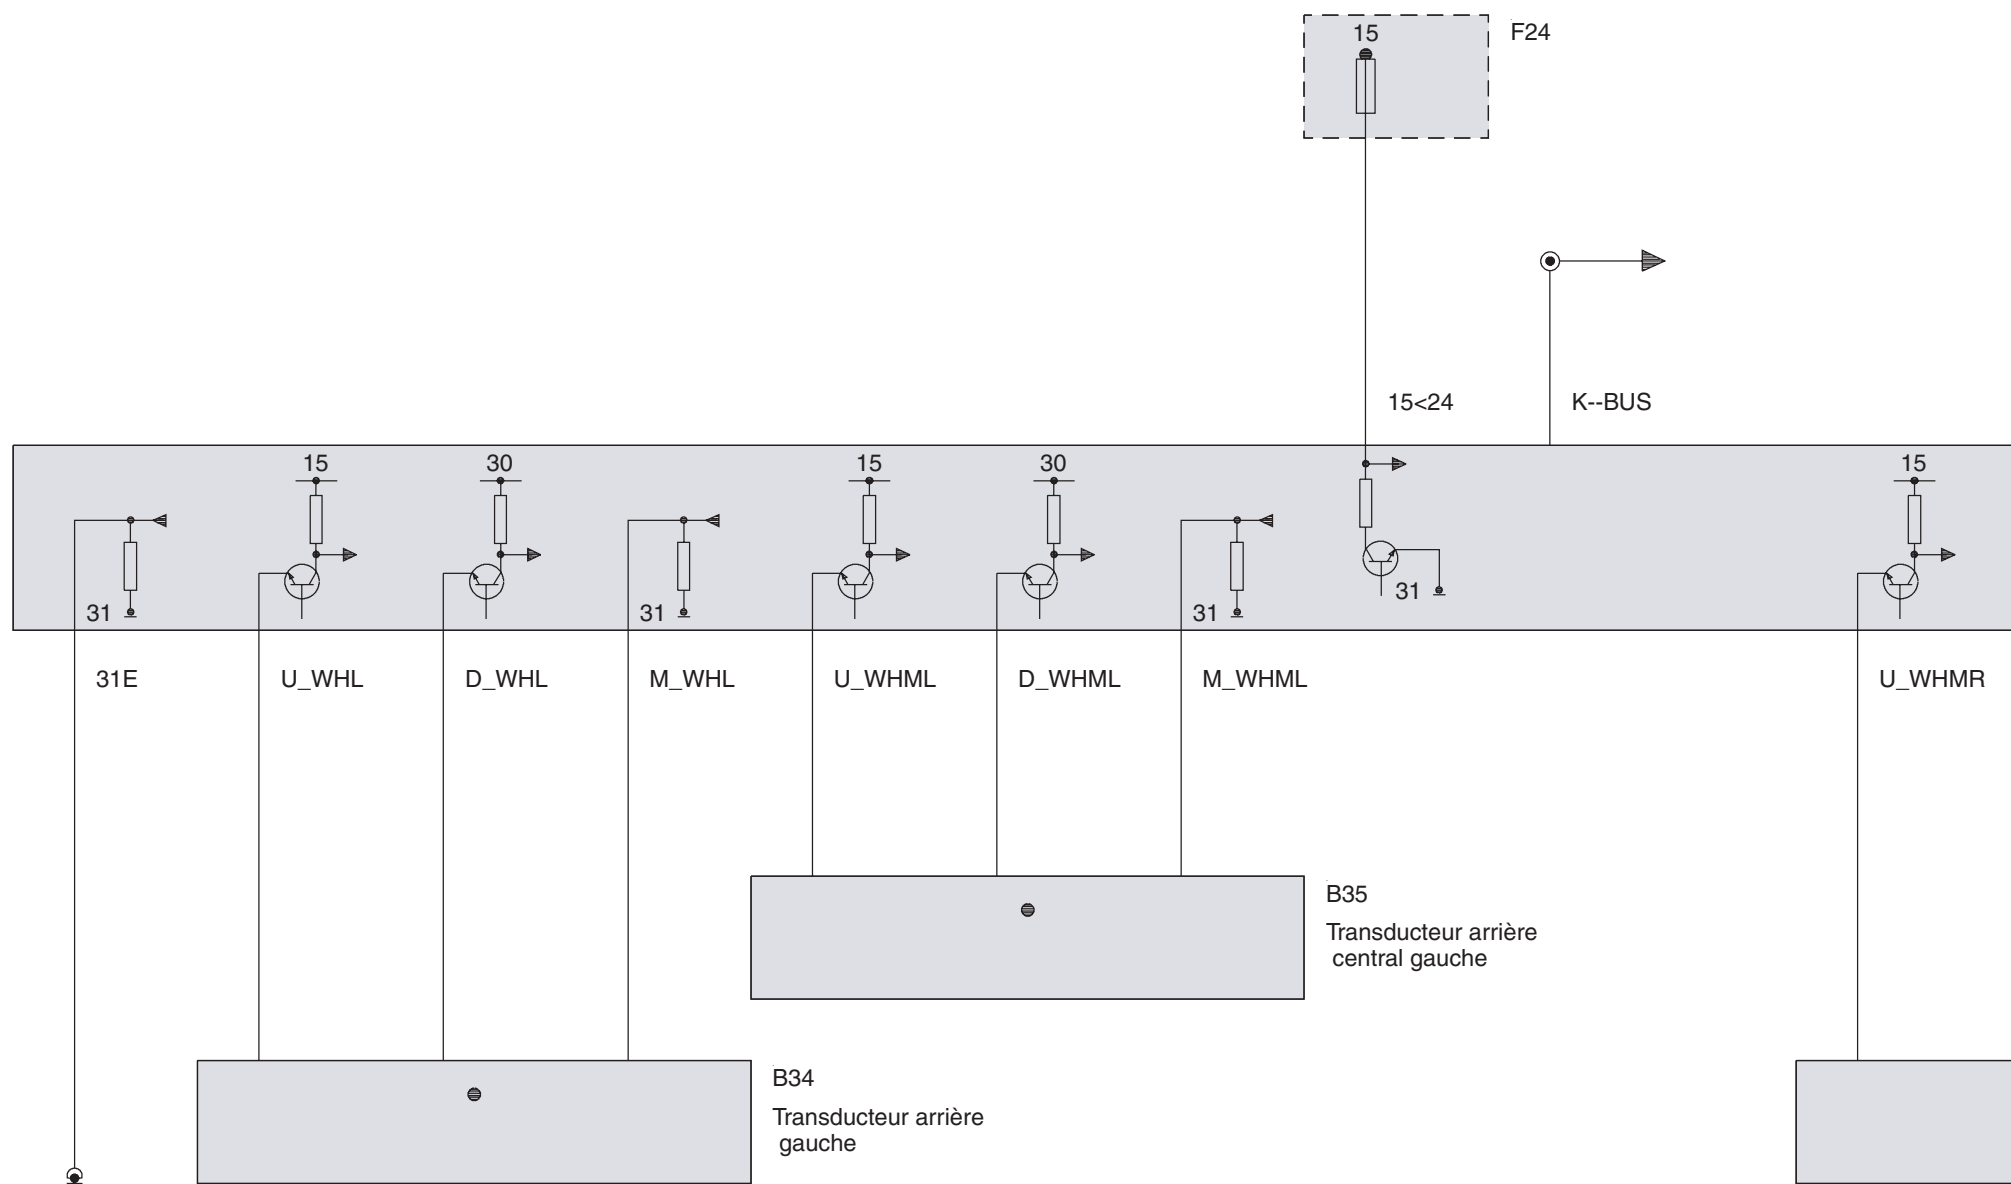 15
F24
15<24
K--BUS
15
30
15
30
15
31
31
31
31
31E
U_WHL
D_WHL
M_WHL
U_WHML
D_WHML
M_WHML
U_WHMR
B35
Transducteur arrière
central gauche
B34
Transducteur arrière
gauche